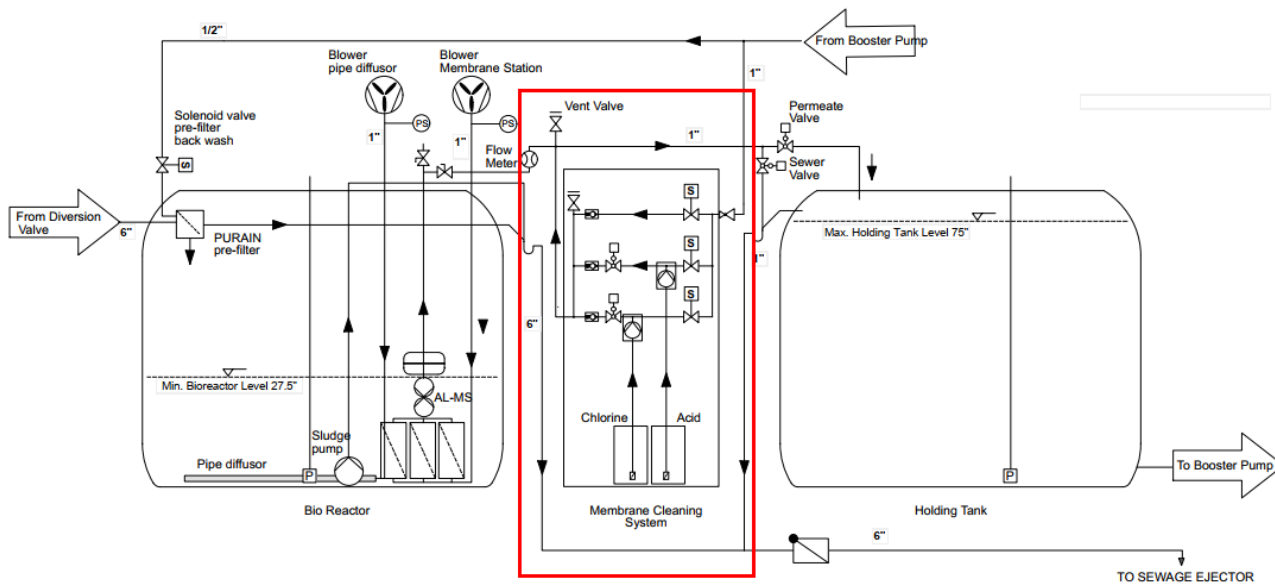 1/2"
From Booster Pump
Blower
pipe diffusor
Blower
Membrane Station
1"
Vent Valve
Permeate
Valve
Solenoid valve
pre-filter
back wash
PS
PS
1"
1"
1"
Flow
Meter
Sewer
Valve
S
S
From Diversion
Valve
6"
PURAIN
pre-filter
Max. Holding Tank Level 75"
S
1"
S
6"
Min. Bioreactor Level 27.5"
AL-MS
Chlorine
Acid
Sludge
pump
Pipe diffusor
P
P
To Booster Pump
Bio Reactor
Membrane Cleaning
System
Holding Tank
6"
TO SEWAGE EJECTOR